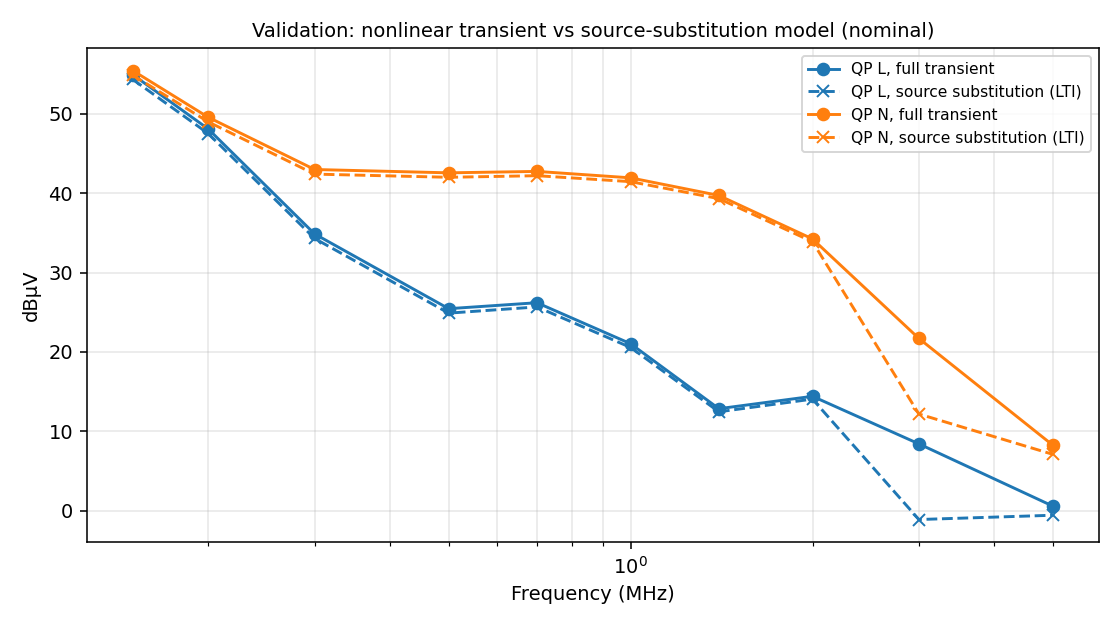 Validation: nonlinear transient vs source-substitution model (nominal)
QP L, full transient
QP L, source substitution (LTI)
QP N, full transient
QP N, source substitution (LTI)
50
40
30
20
10
0
dBµV
10⁰
Frequency (MHz)